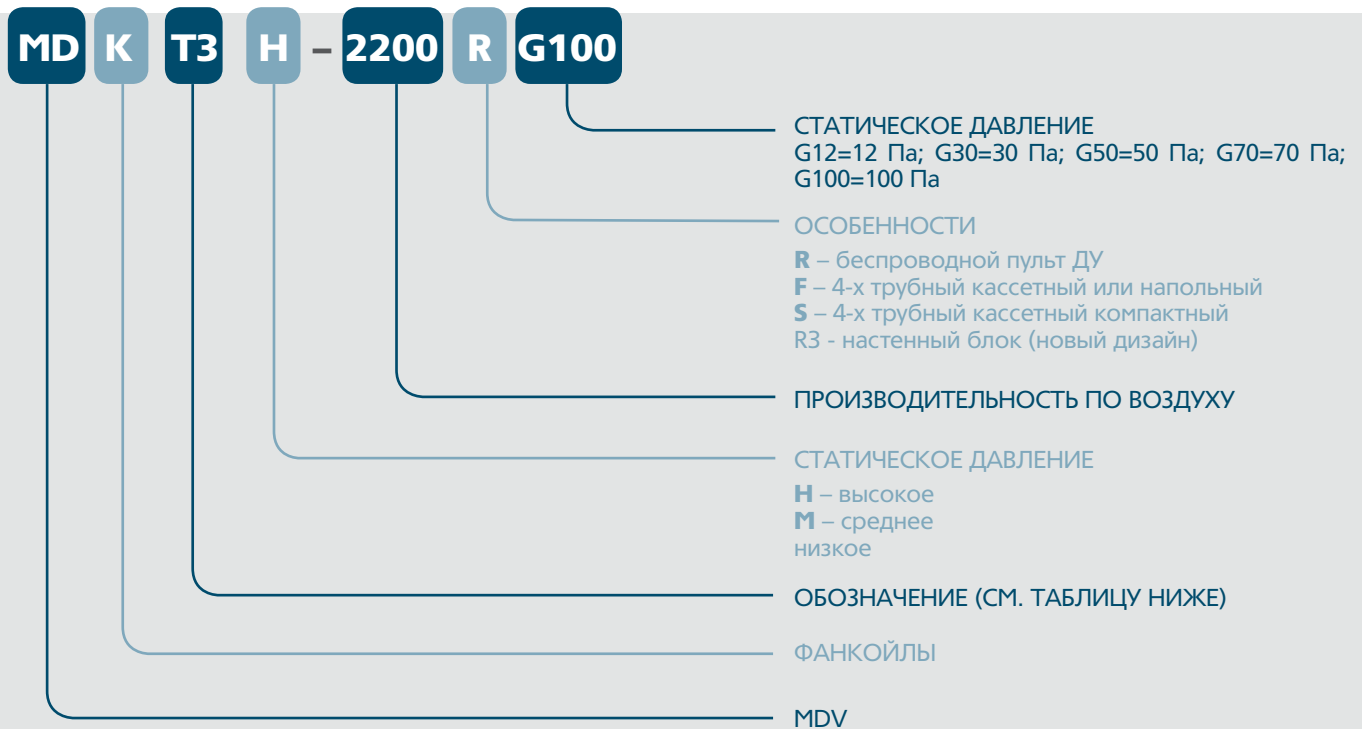 MD K T3 H – 2200 R G100
СТАТИЧЕСКОЕ ДАВЛЕНИЕ
G12=12 Па; G30=30 Па; G50=50 Па; G70=70 Па;
G100=100 Па
ОСОБЕННОСТИ
R – беспроводной пульт ДУ
F – 4-х трубный кассетный или напольный
S – 4-х трубный кассетный компактный
R3 - настенный блок (новый дизайн)
ПРОИЗВОДИТЕЛЬНОСТЬ ПО ВОЗДУХУ
СТАТИЧЕСКОЕ ДАВЛЕНИЕ
H – высокое
M – среднее
низкое
ОБОЗНАЧЕНИЕ (СМ. ТАБЛИЦУ НИЖЕ)
ФАНКОЙЛЫ
MDV